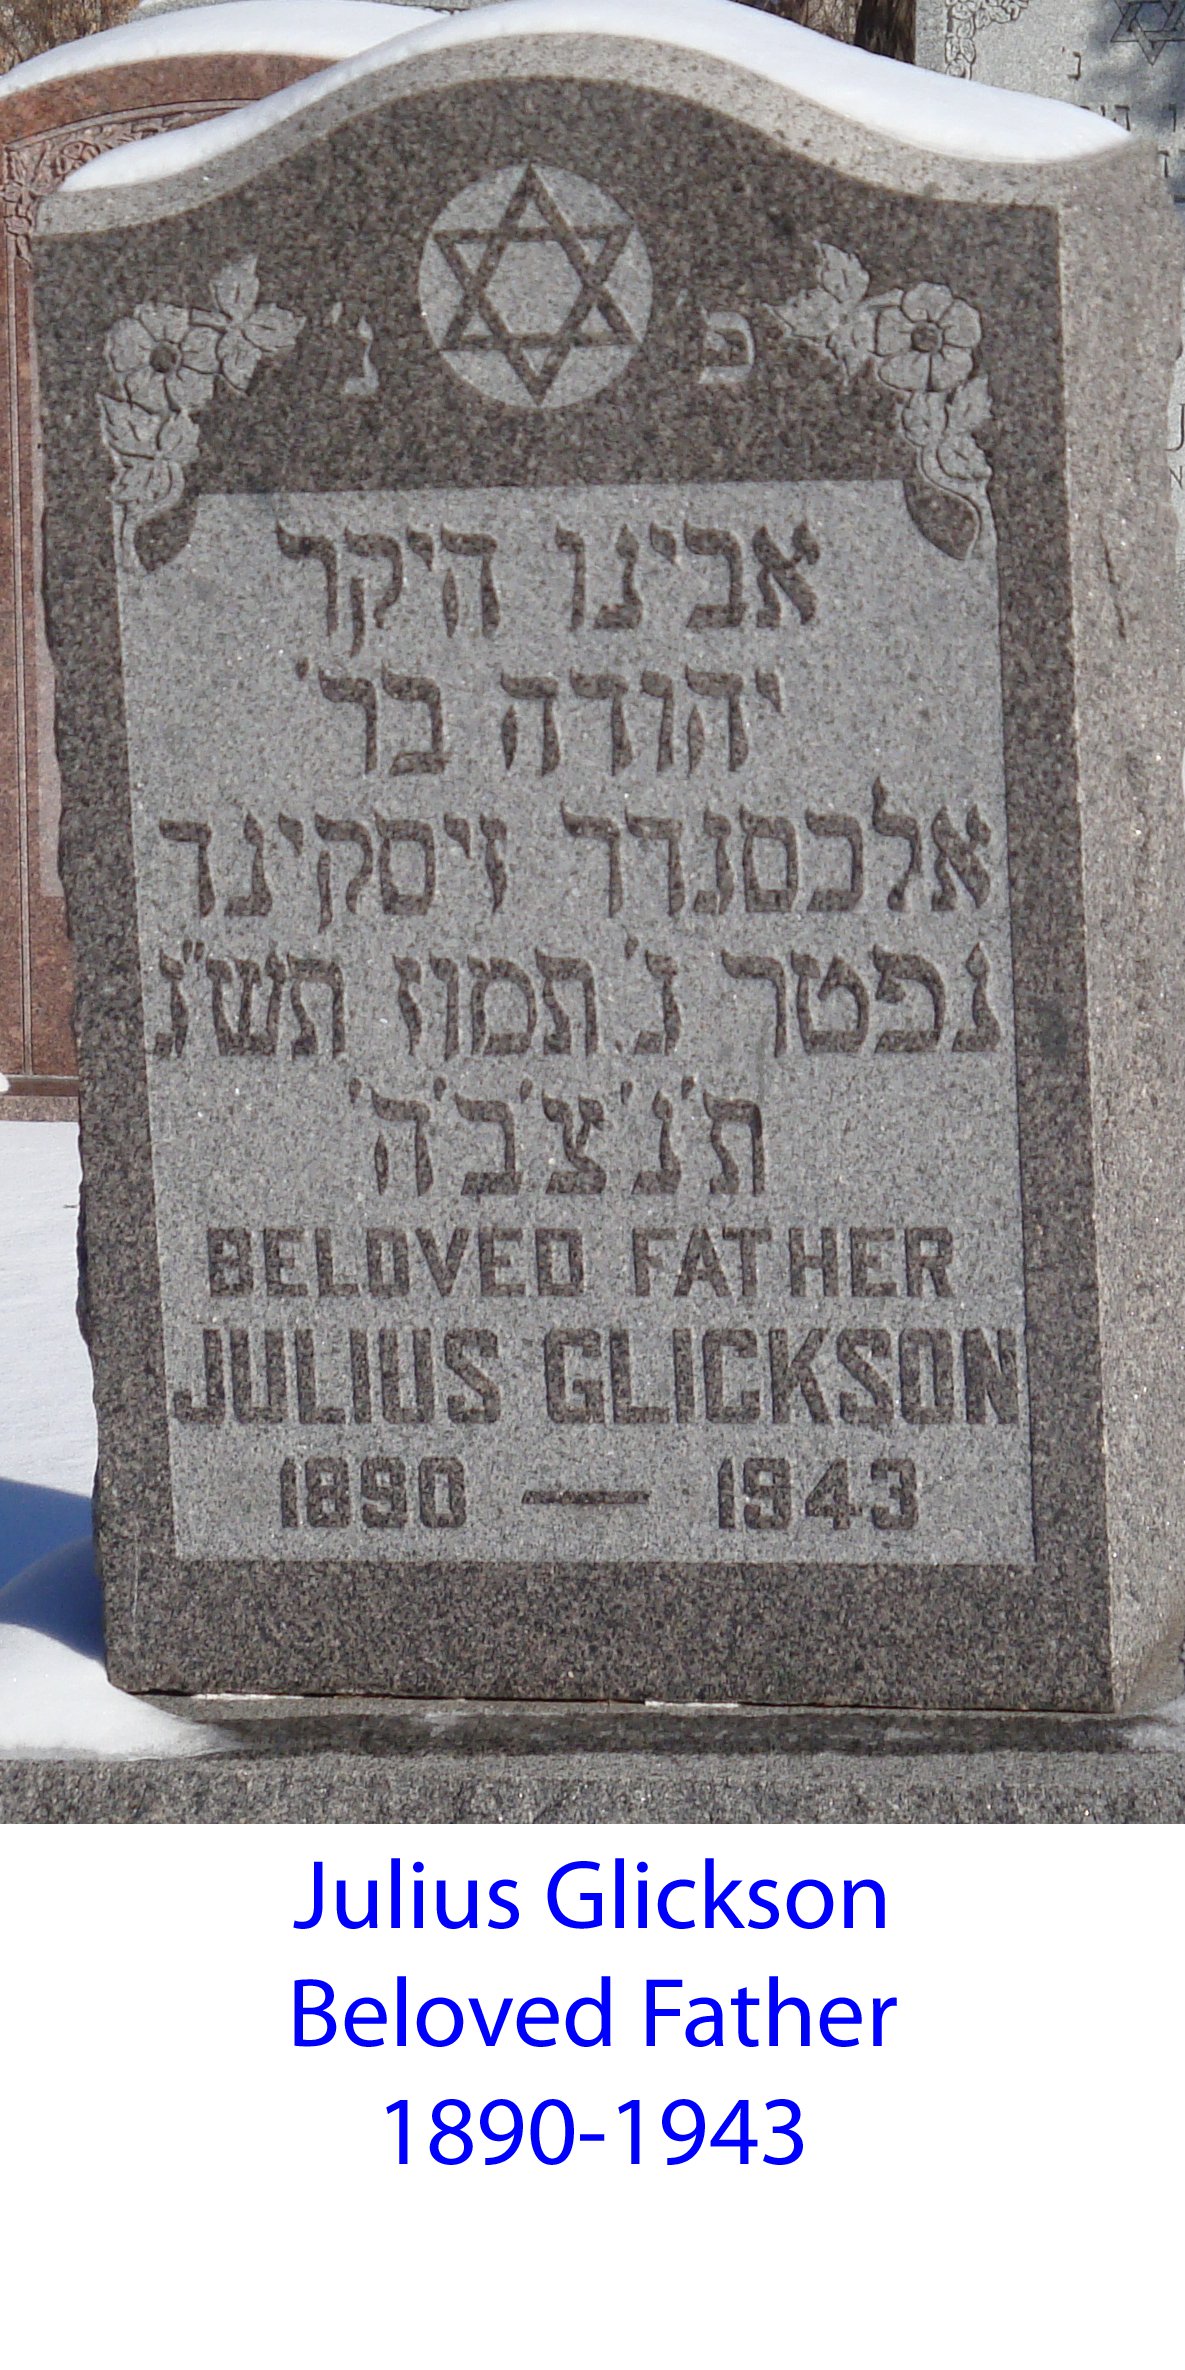 פ' נ'
אבינו היקר
יהודה בר'
אלכסנדר זיסקינד
נפטר ג' תמוז תש"ג
ת'נ'צ'ב'ה'
BELOVED FATHER
JULIUS GLICKSON
1890 — 1943
Julius Glickson
Beloved Father
1890-1943